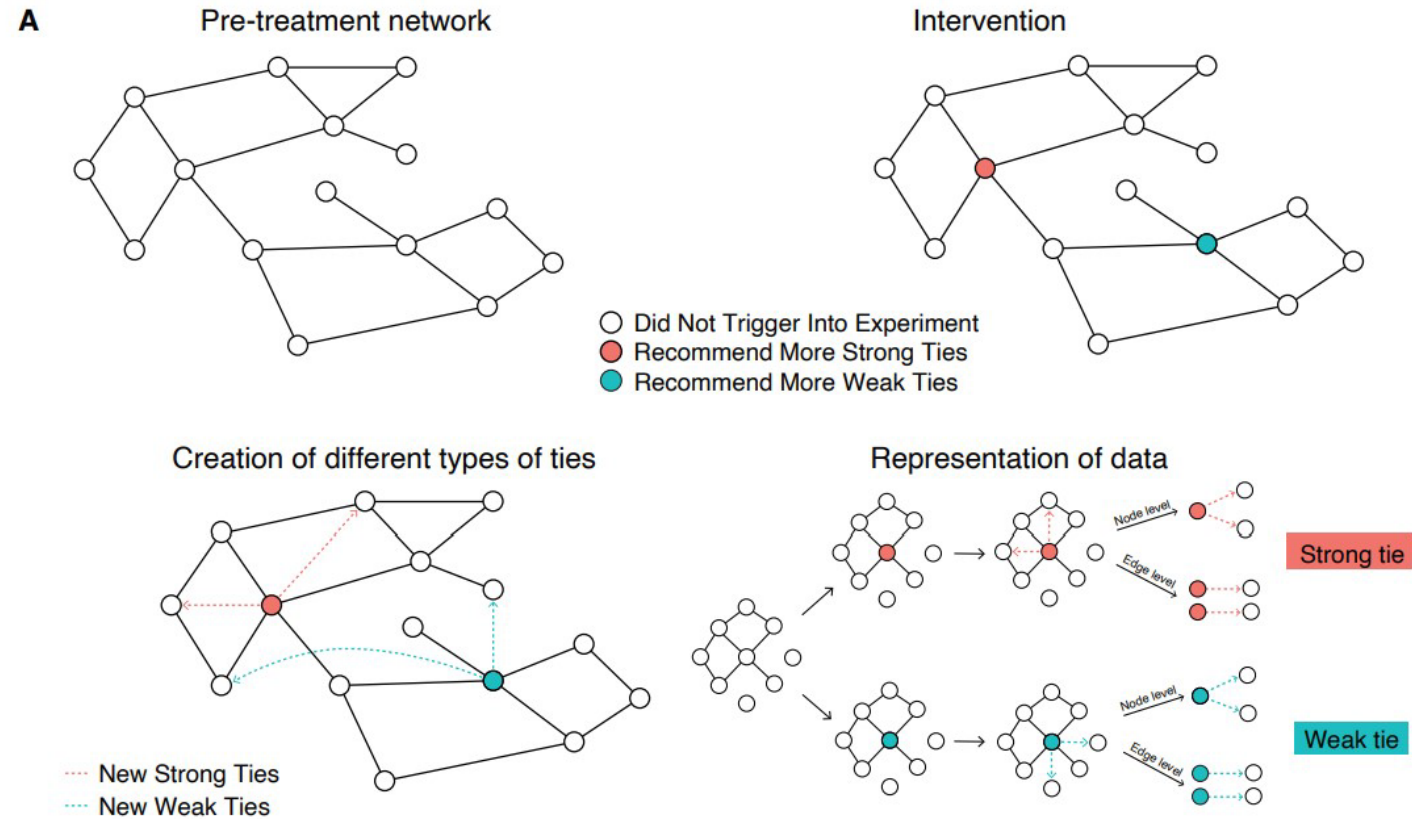 A
Pre-treatment network
Intervention
Did Not Trigger Into Experiment
Recommend More Strong Ties
Recommend More Weak Ties
Creation of different types of ties
Representation of data
Node level
Edge level
Strong tie
Node level
Edge level
Weak tie
New Strong Ties
New Weak Ties